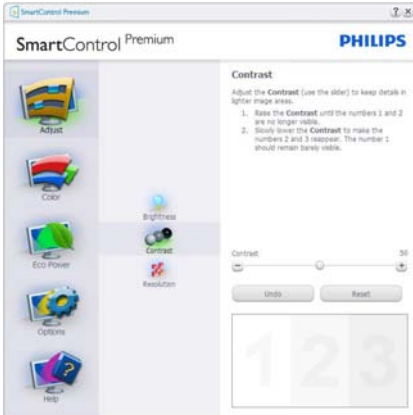 SmartControl Premium
? X
SmartControl Premium
PHILIPS
Adjust
Color
Eco Power
Options
Help
Brightness
Contrast
Resolution
Contrast
Adjust the Contrast (use the slider) to keep details in
lighter image areas.
1. Raise the Contrast until the numbers 1 and 2
are no longer visible.
2. Slowly lower the Contrast to make the
numbers 2 and 3 reappear. The number 1
should remain barely visible.
Contrast
50
Undo
Reset
1 2 3